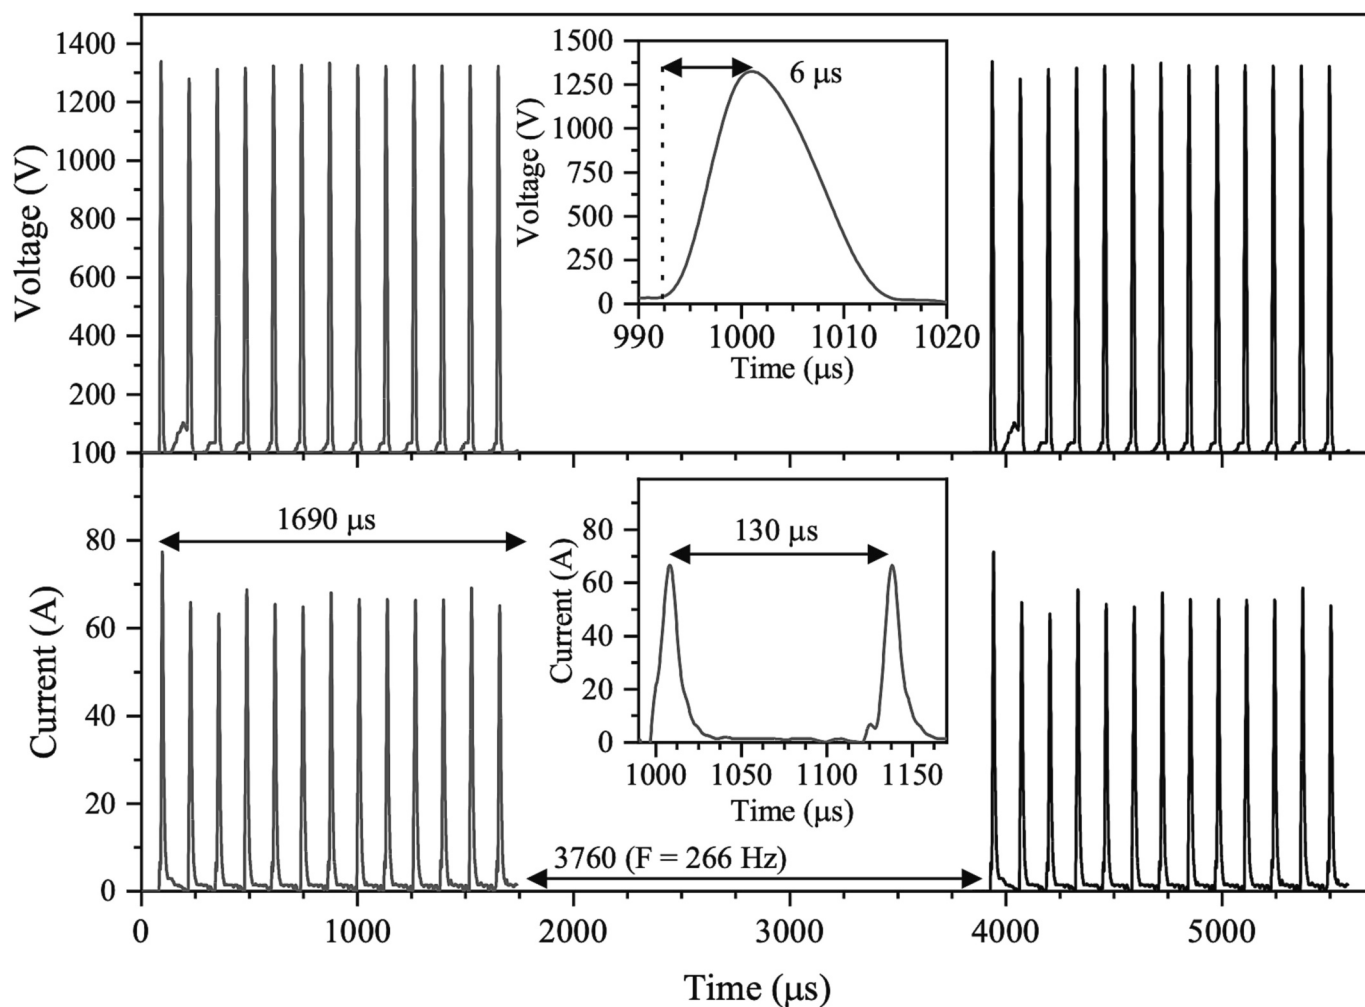 1400
1200
1000
800
600
400
200
100
Voltage (V)
1500
1250
1000
750
500
250
0
Voltage (V)
6 μs
990 1000 1010 1020
Time (μs)
80
60
40
20
0
Current (A)
1690 μs
80
60
40
20
0
Current (A)
130 μs
1000 1050 1100 1150
Time (μs)
3760 (F = 266 Hz)
0 1000 2000 3000 4000 5000
Time (μs)